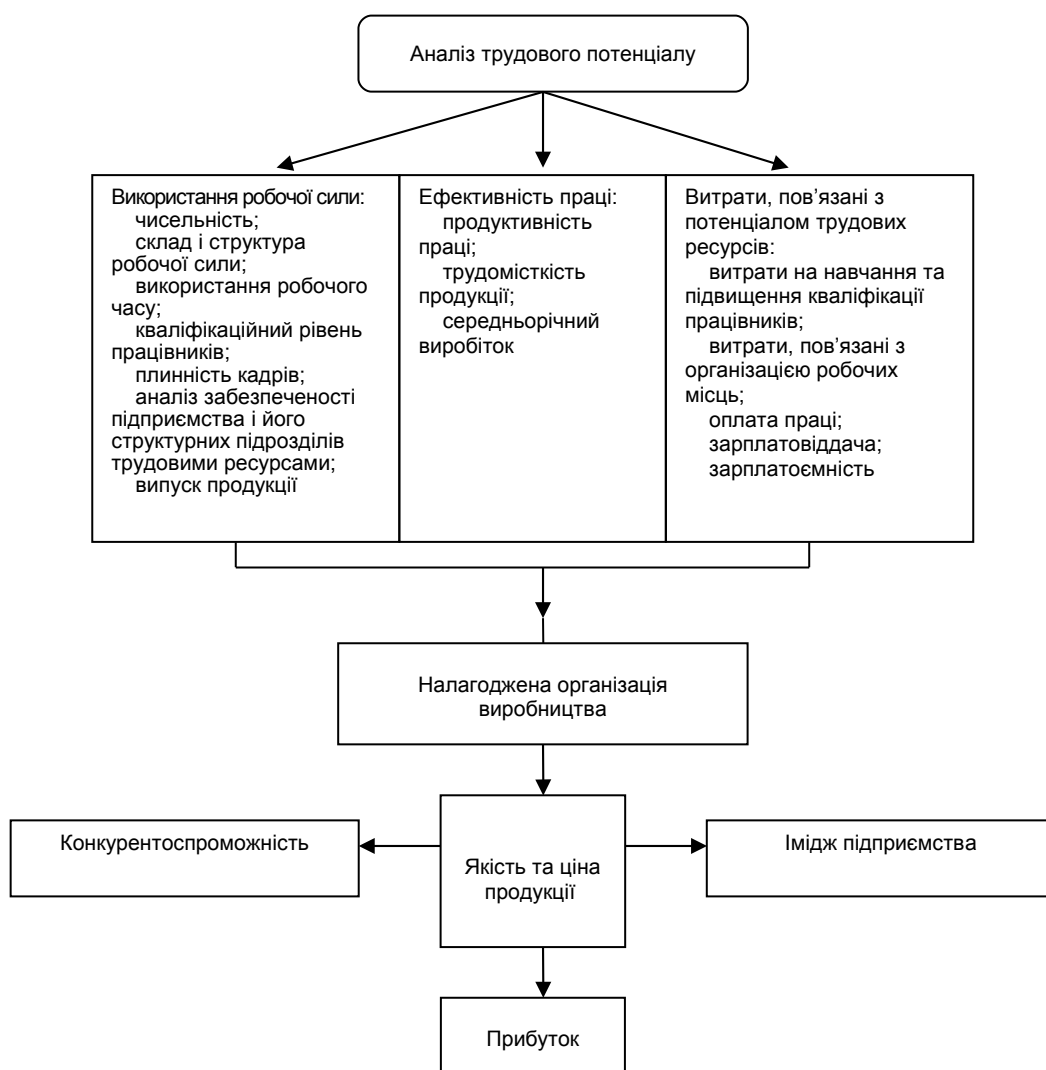 Аналіз трудового потенціалу
Використання робочої сили:
чисельність;
склад і структура
робочої сили;
використання робочого
часу;
кваліфікаційний рівень
працівників;
плинність кадрів;
аналіз забезпеченості
підприємства і його
структурних підрозділів
трудовими ресурсами;
випуск продукції
Ефективність праці:
продуктивність
праці;
трудомісткість
продукції;
середньорічний
виробіток
Витрати, пов’язані з
потенціалом трудових
ресурсів:
витрати на навчання та
підвищення кваліфікації
працівників;
витрати, пов’язані з
організацією робочих
місць;
оплата праці;
зарплатовіддача;
зарплатоємність
Налагоджена організація
виробництва
Конкурентоспроможність
Якість та ціна
продукції
Імідж підприємства
Прибуток